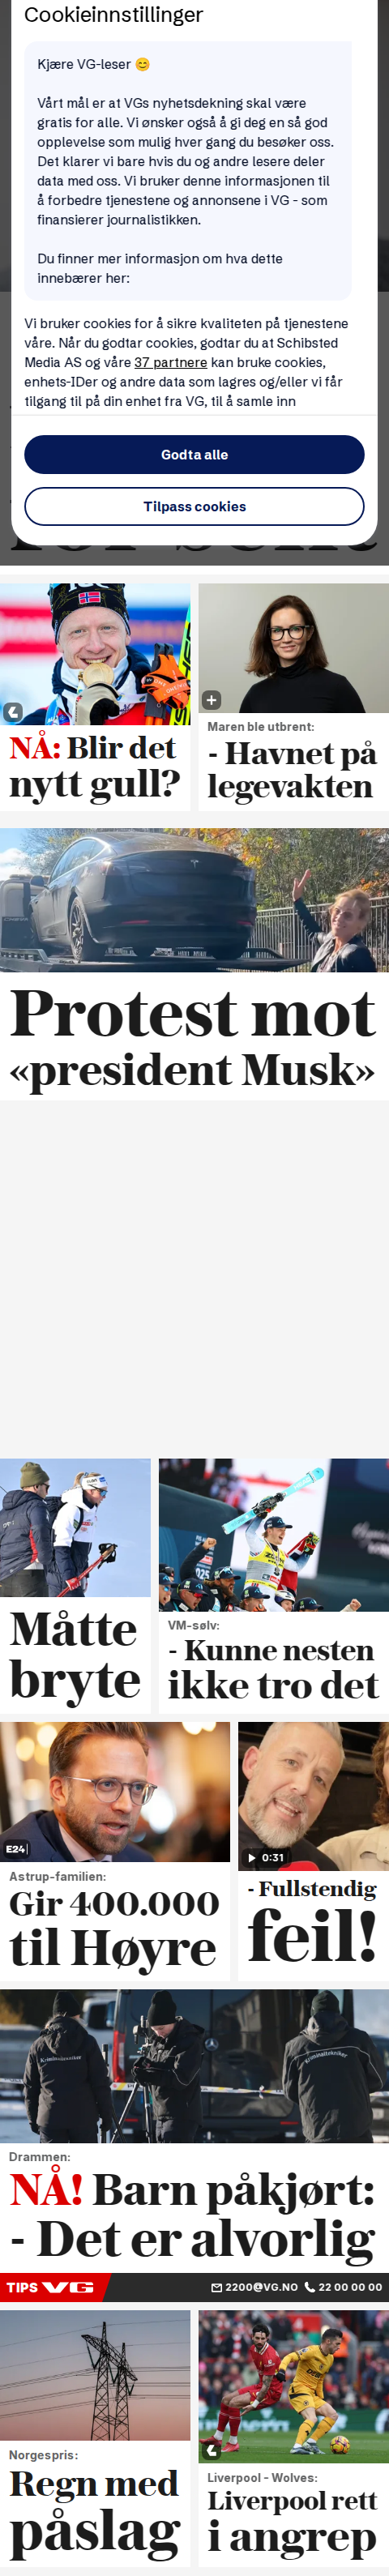 Cookieinnstillinger
Kjære VG-leser 😊
Vårt mål er at VGs nyhetsdekning skal være
gratis for alle. Vi ønsker også å gi deg en så god
opplevelse som mulig hver gang du besøker oss.
Det klarer vi bare hvis du og andre lesere deler
data med oss. Vi bruker denne informasjonen til
å forbedre tjenestene og annonsene i VG - som
finansierer journalistikken.
Du finner mer informasjon om hva dette
innebærer her:
Vi bruker cookies for å sikre kvaliteten på tjenestene
våre. Når du godtar cookies, godtar du at Schibsted
Media AS og våre 37 partnere kan bruke cookies,
enhets-IDer og andre data som lagres og/eller vi får
tilgang til på din enhet fra VG, til å samle inn
Godta alle
Tilpass cookies
NÅ: Blir det
nytt gull?
Maren ble utbrent:
- Havnet på
legevakten
Protest mot
«president Musk»
Måtte
bryte
VM-sølv:
- Kunne nesten
ikke tro det
E24
Astrup-familien:
Gir 400.000
til Høyre
0:31
- Fullstendig
feil!
Kriminaltekniker
Kriminaltekniker
Drammen:
NÅ! Barn påkjørt:
- Det er alvorlig
TIPS VG 2200@VG.NO 22 00 00 00
Norgespris:
Regn med
påslag
Liverpool - Wolves:
Liverpool rett
i angrep